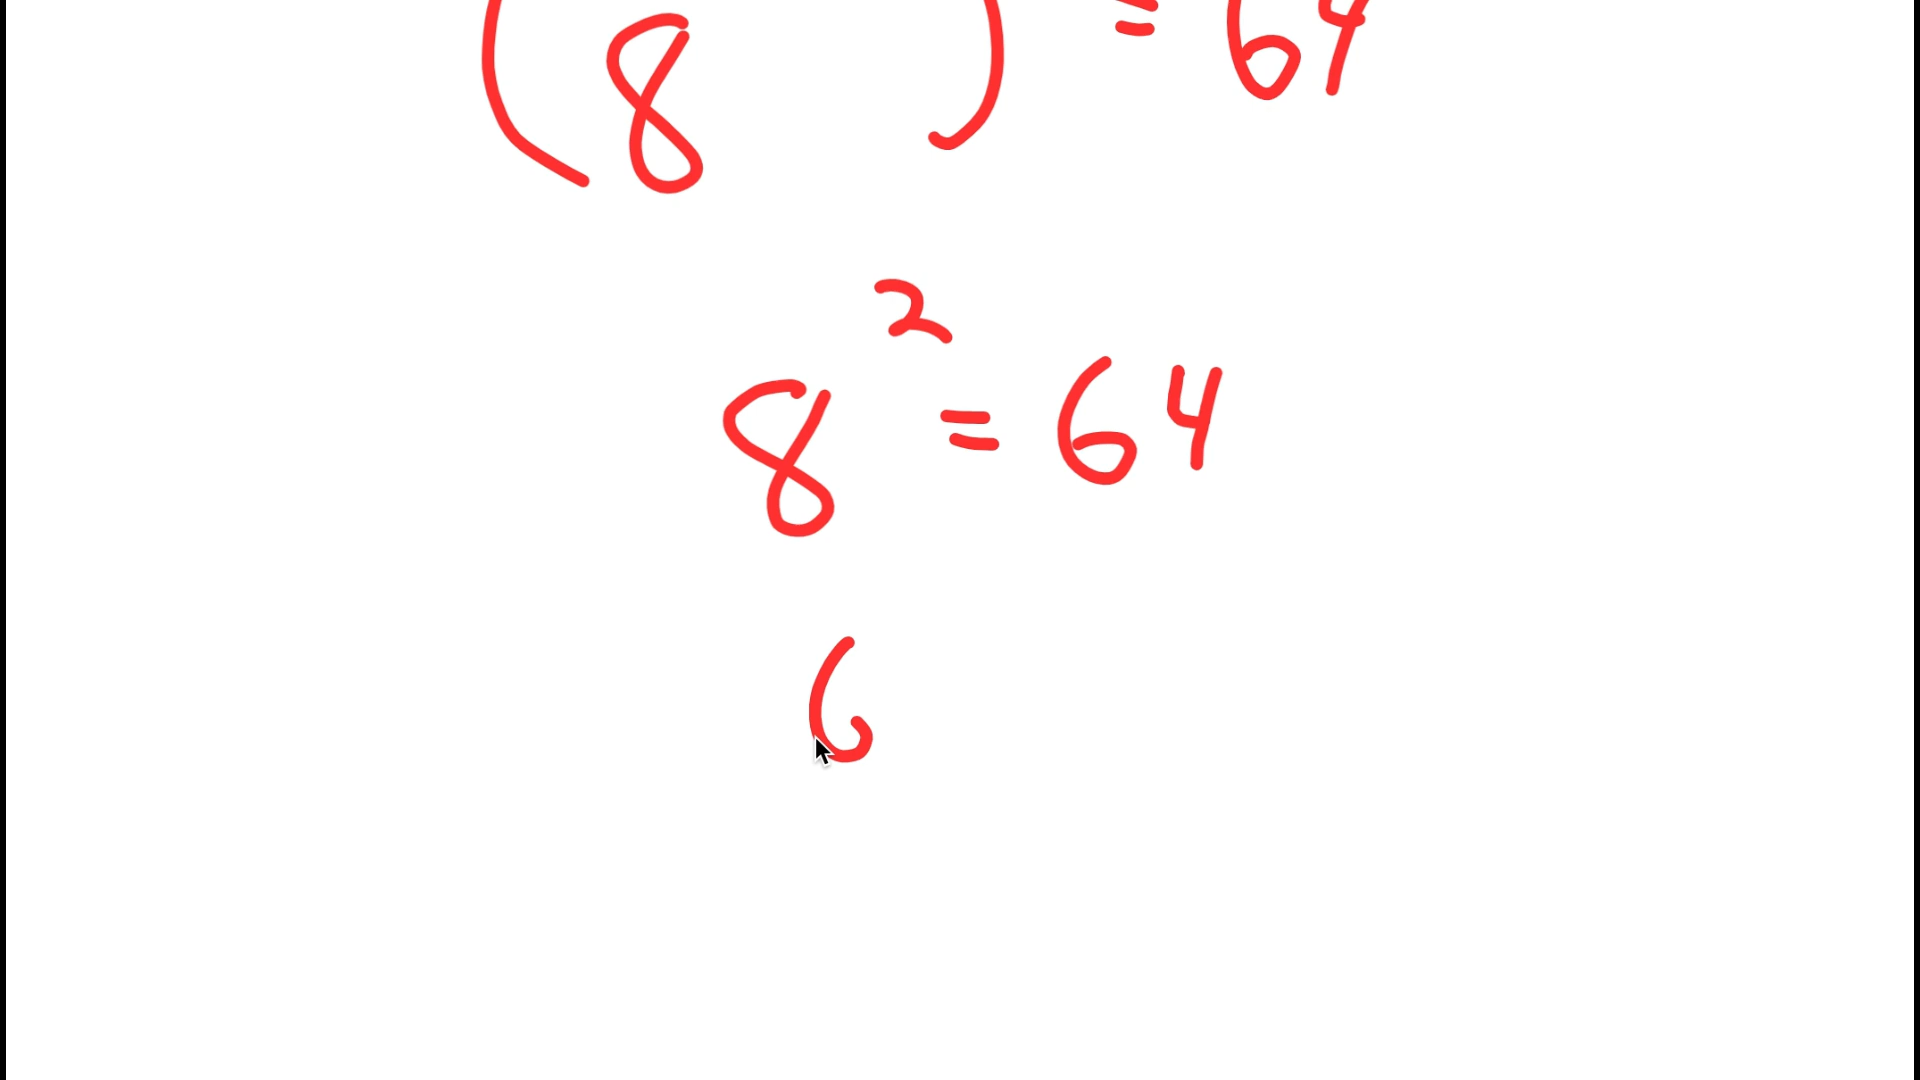 (8 ) = 64
8² = 64
6